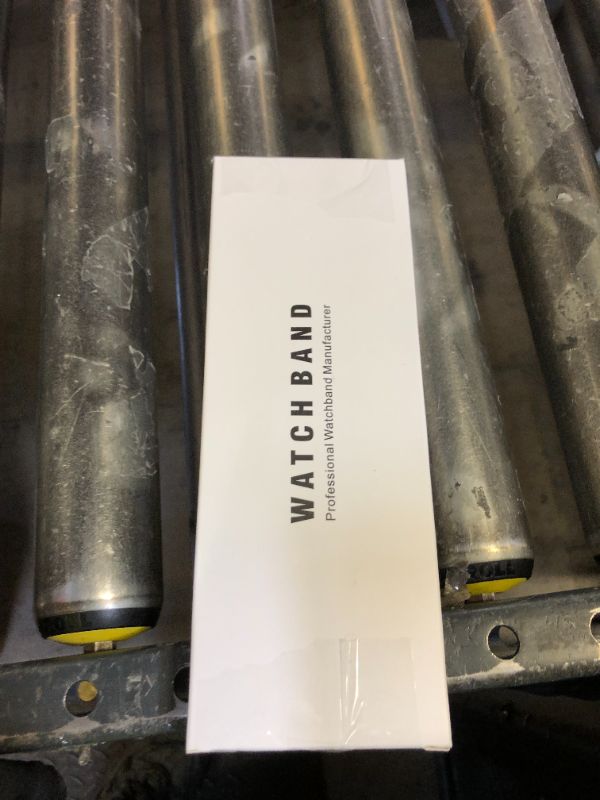 WATCH BAND
Professional Watchband Manufacturer